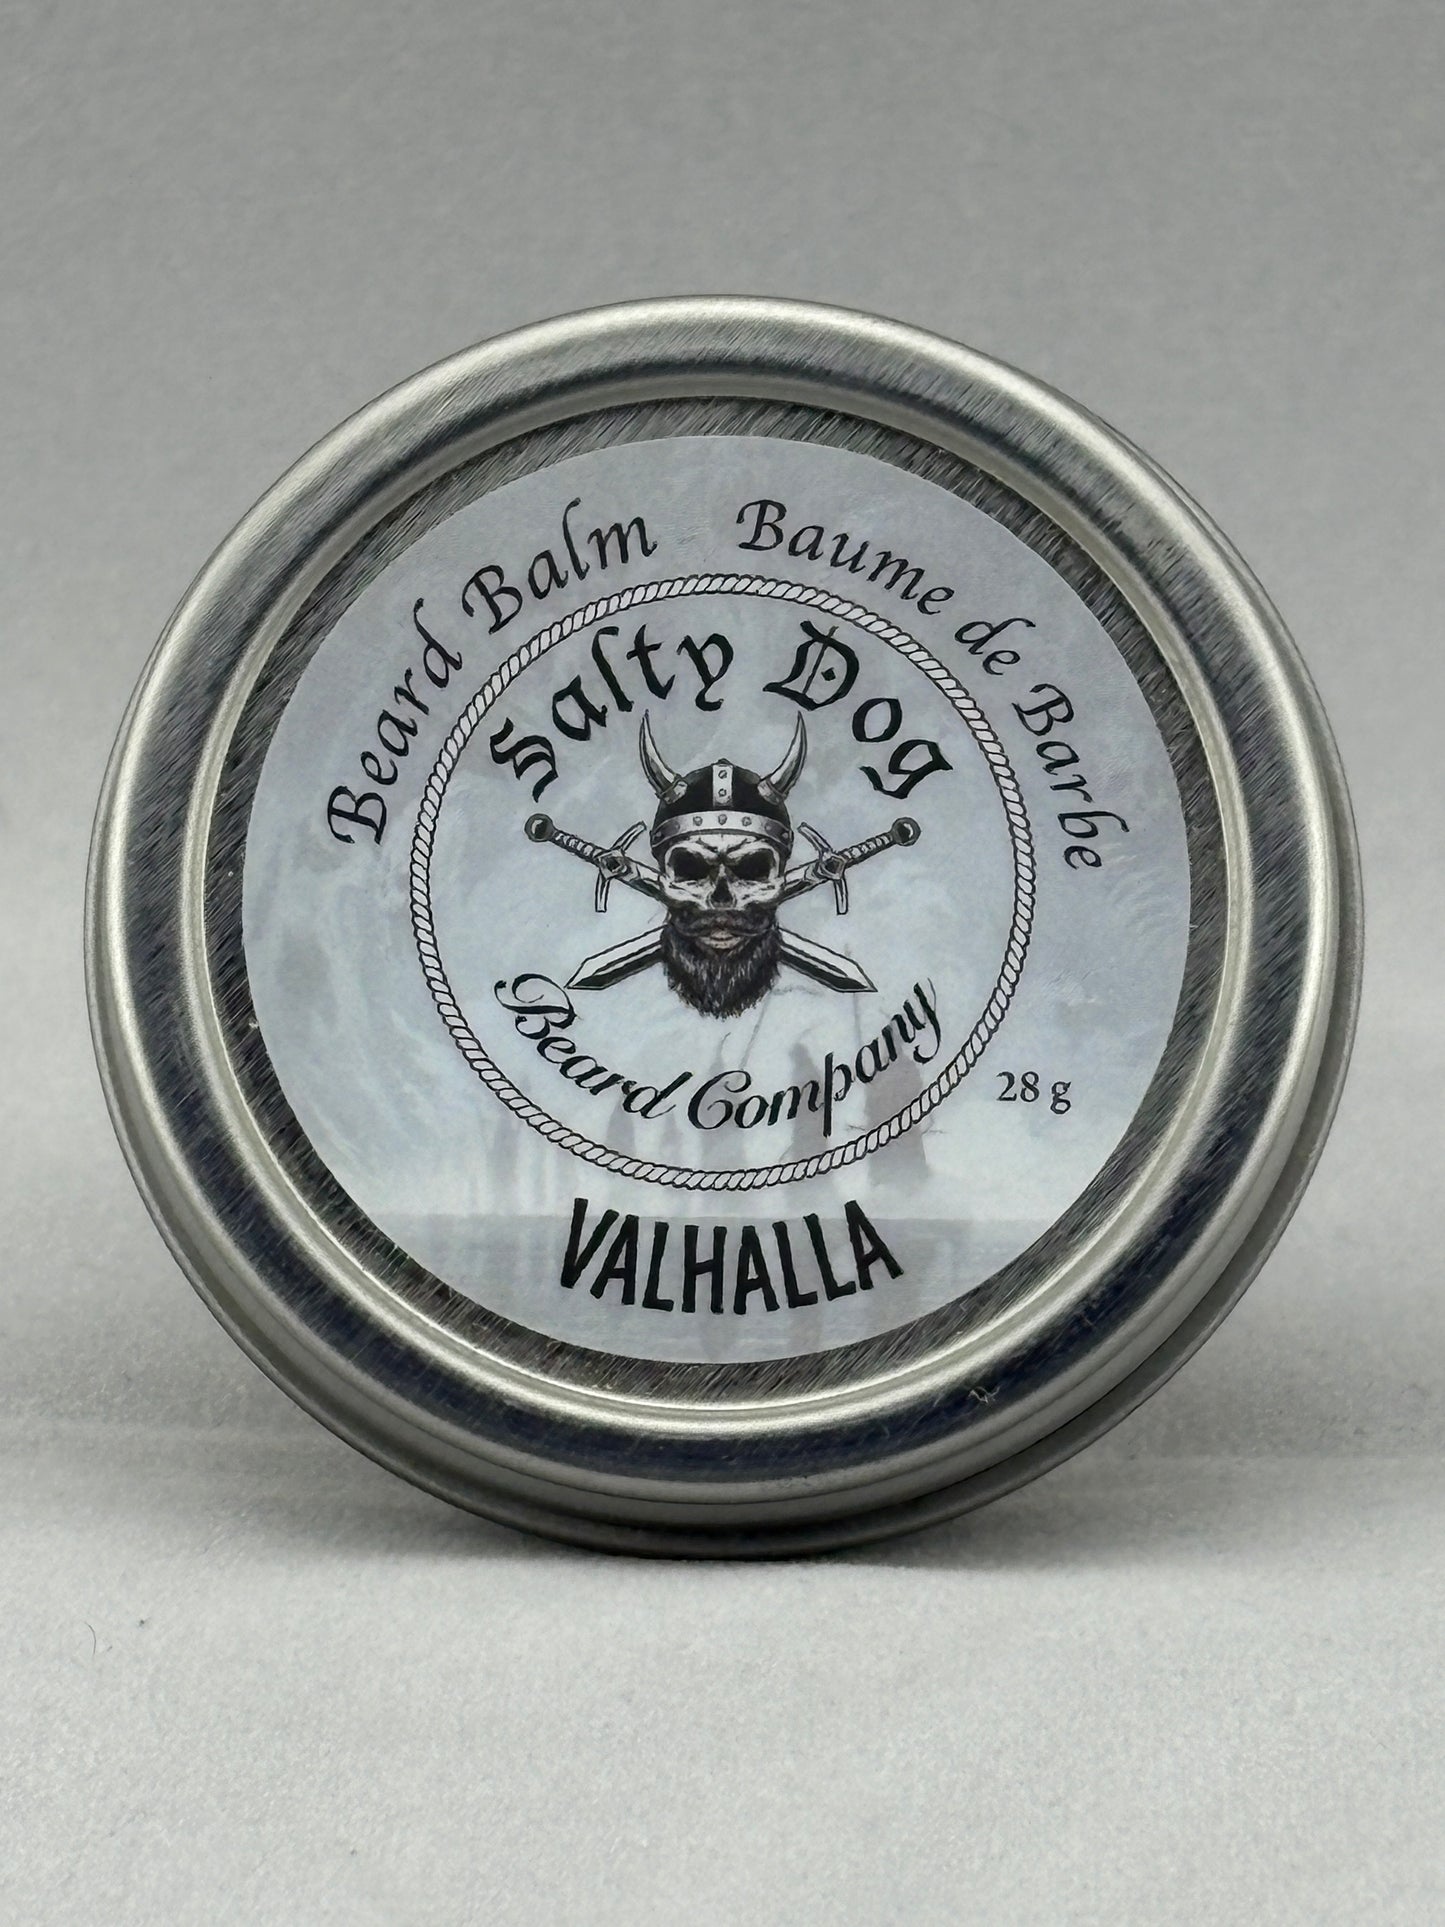 Beard Balm Baume de Barbe
Salty Dog
Beard Company
28 g
VALHALLA